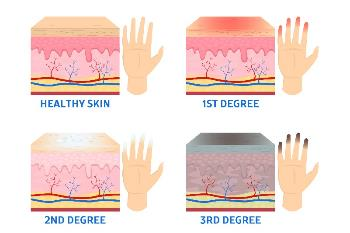 HEALTHY SKIN
1ST DEGREE
2ND DEGREE
3RD DEGREE